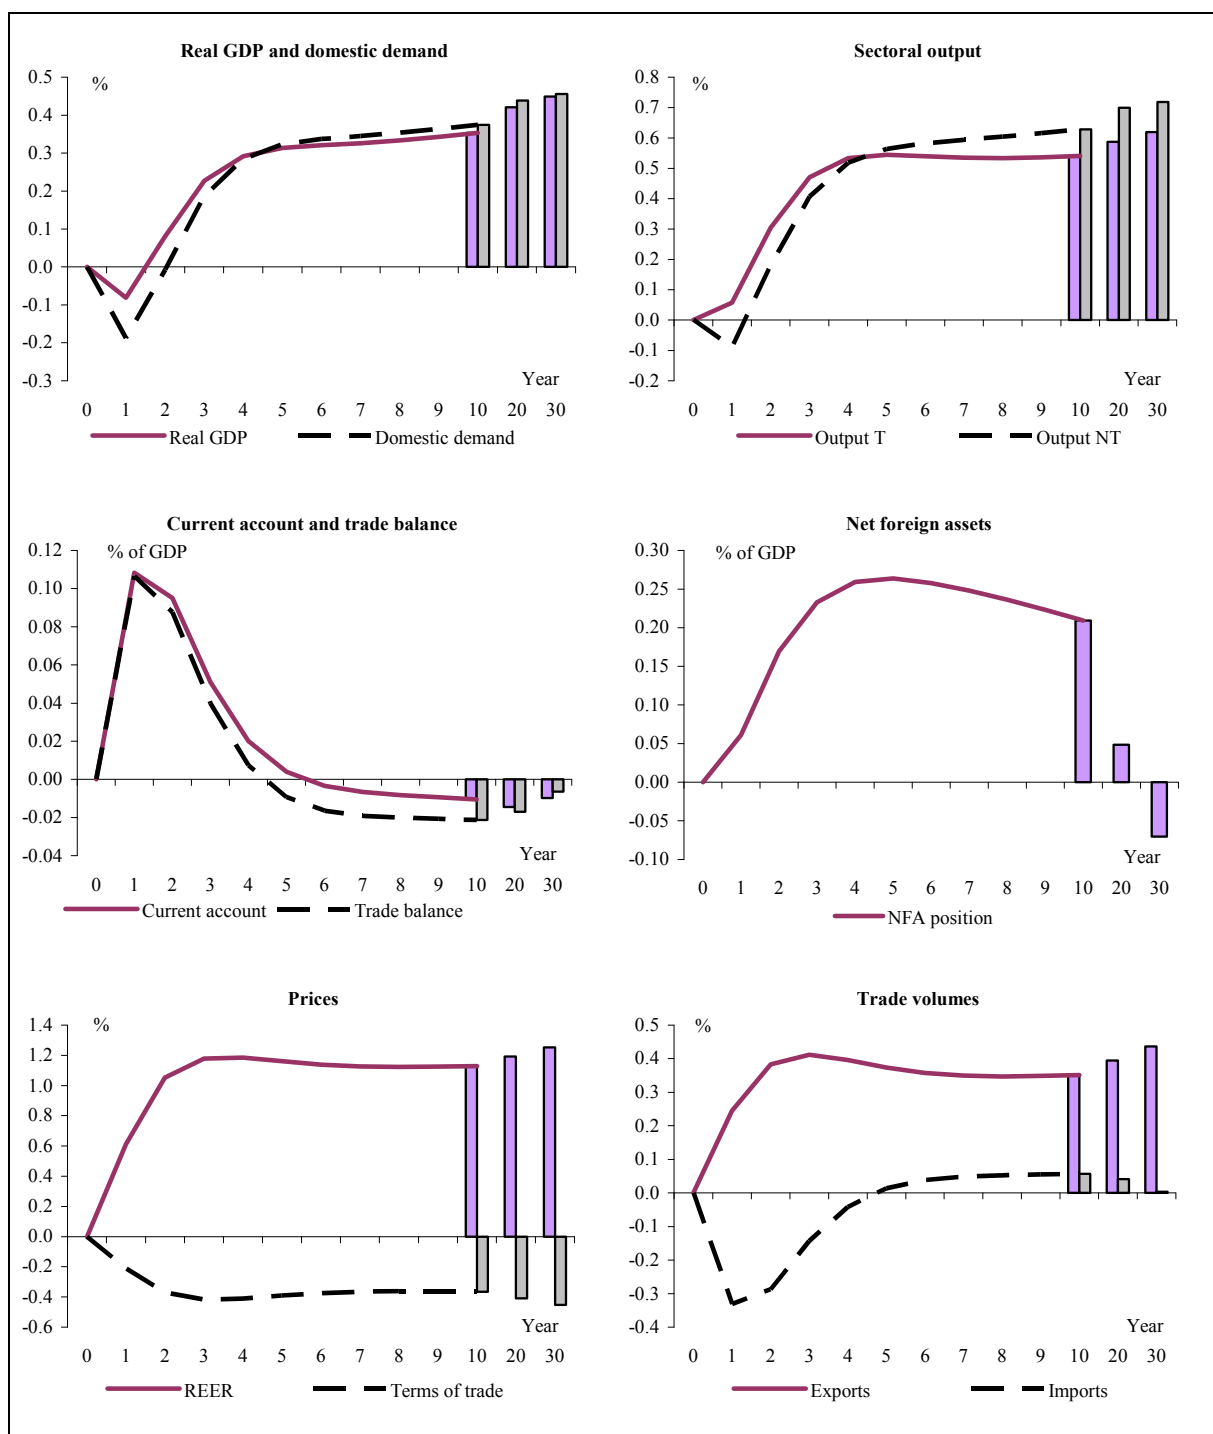 Real GDP and domestic demand
%
0.5
0.4
0.3
0.2
0.1
0.0
-0.1
-0.2
-0.3
Year
0 1 2 3 4 5 6 7 8 9 10 20 30
Real GDP Domestic demand
Sectoral output
%
0.8
0.7
0.6
0.5
0.4
0.3
0.2
0.1
0.0
-0.1
-0.2
Year
0 1 2 3 4 5 6 7 8 9 10 20 30
Output T Output NT
Current account and trade balance
% of GDP
0.12
0.10
0.08
0.06
0.04
0.02
0.00
-0.02
-0.04
Year
0 1 2 3 4 5 6 7 8 9 10 20 30
Current account Trade balance
Net foreign assets
% of GDP
0.30
0.25
0.20
0.15
0.10
0.05
0.00
-0.05
-0.10
Year
0 1 2 3 4 5 6 7 8 9 10 20 30
NFA position
Prices
%
1.4
1.2
1.0
0.8
0.6
0.4
0.2
0.0
-0.2
-0.4
-0.6
Year
0 1 2 3 4 5 6 7 8 9 10 20 30
REER Terms of trade
Trade volumes
%
0.5
0.4
0.3
0.2
0.1
0.0
-0.1
-0.2
-0.3
-0.4
Year
0 1 2 3 4 5 6 7 8 9 10 20 30
Exports Imports